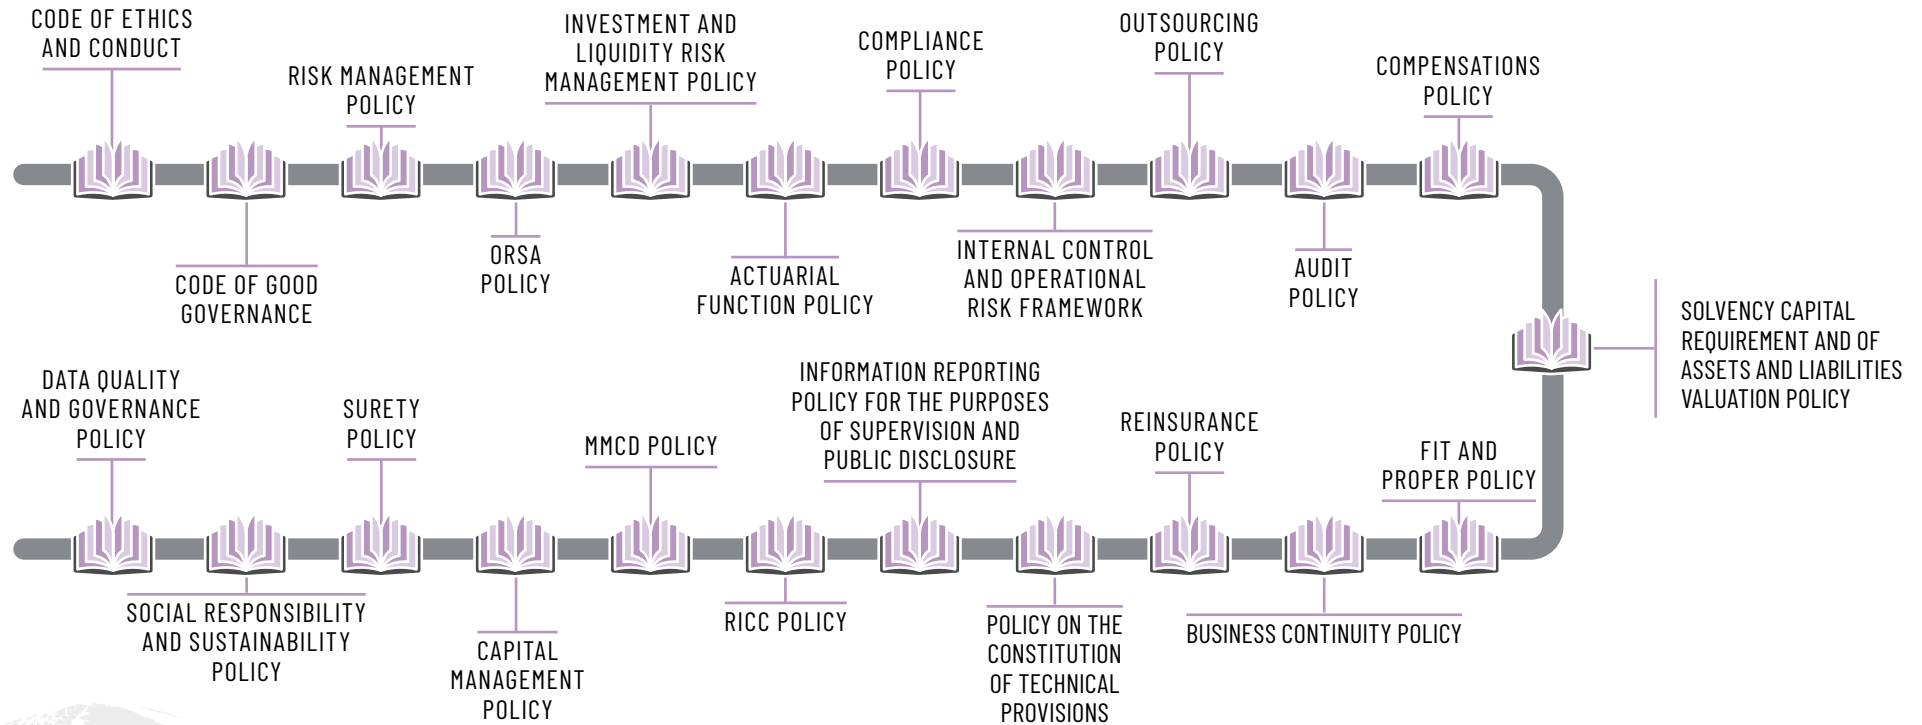 CODE OF ETHICS
AND CONDUCT
CODE OF GOOD
GOVERNANCE
RISK MANAGEMENT
POLICY
ORSA
POLICY
INVESTMENT AND
LIQUIDITY RISK
MANAGEMENT POLICY
ACTUARIAL
FUNCTION POLICY
COMPLIANCE
POLICY
INTERNAL CONTROL
AND OPERATIONAL
RISK FRAMEWORK
OUTSOURCING
POLICY
AUDIT
POLICY
COMPENSATIONS
POLICY
SOLVENCY CAPITAL
REQUIREMENT AND OF
ASSETS AND LIABILITIES
VALUATION POLICY
DATA QUALITY
AND GOVERNANCE
POLICY
SOCIAL RESPONSIBILITY
AND SUSTAINABILITY
POLICY
SURETY
POLICY
CAPITAL
MANAGEMENT
POLICY
MMCD POLICY
RICC POLICY
INFORMATION REPORTING
POLICY FOR THE PURPOSES
OF SUPERVISION AND
PUBLIC DISCLOSURE
POLICY ON THE
CONSTITUTION
OF TECHNICAL
PROVISIONS
REINSURANCE
POLICY
BUSINESS CONTINUITY POLICY
FIT AND
PROPER POLICY